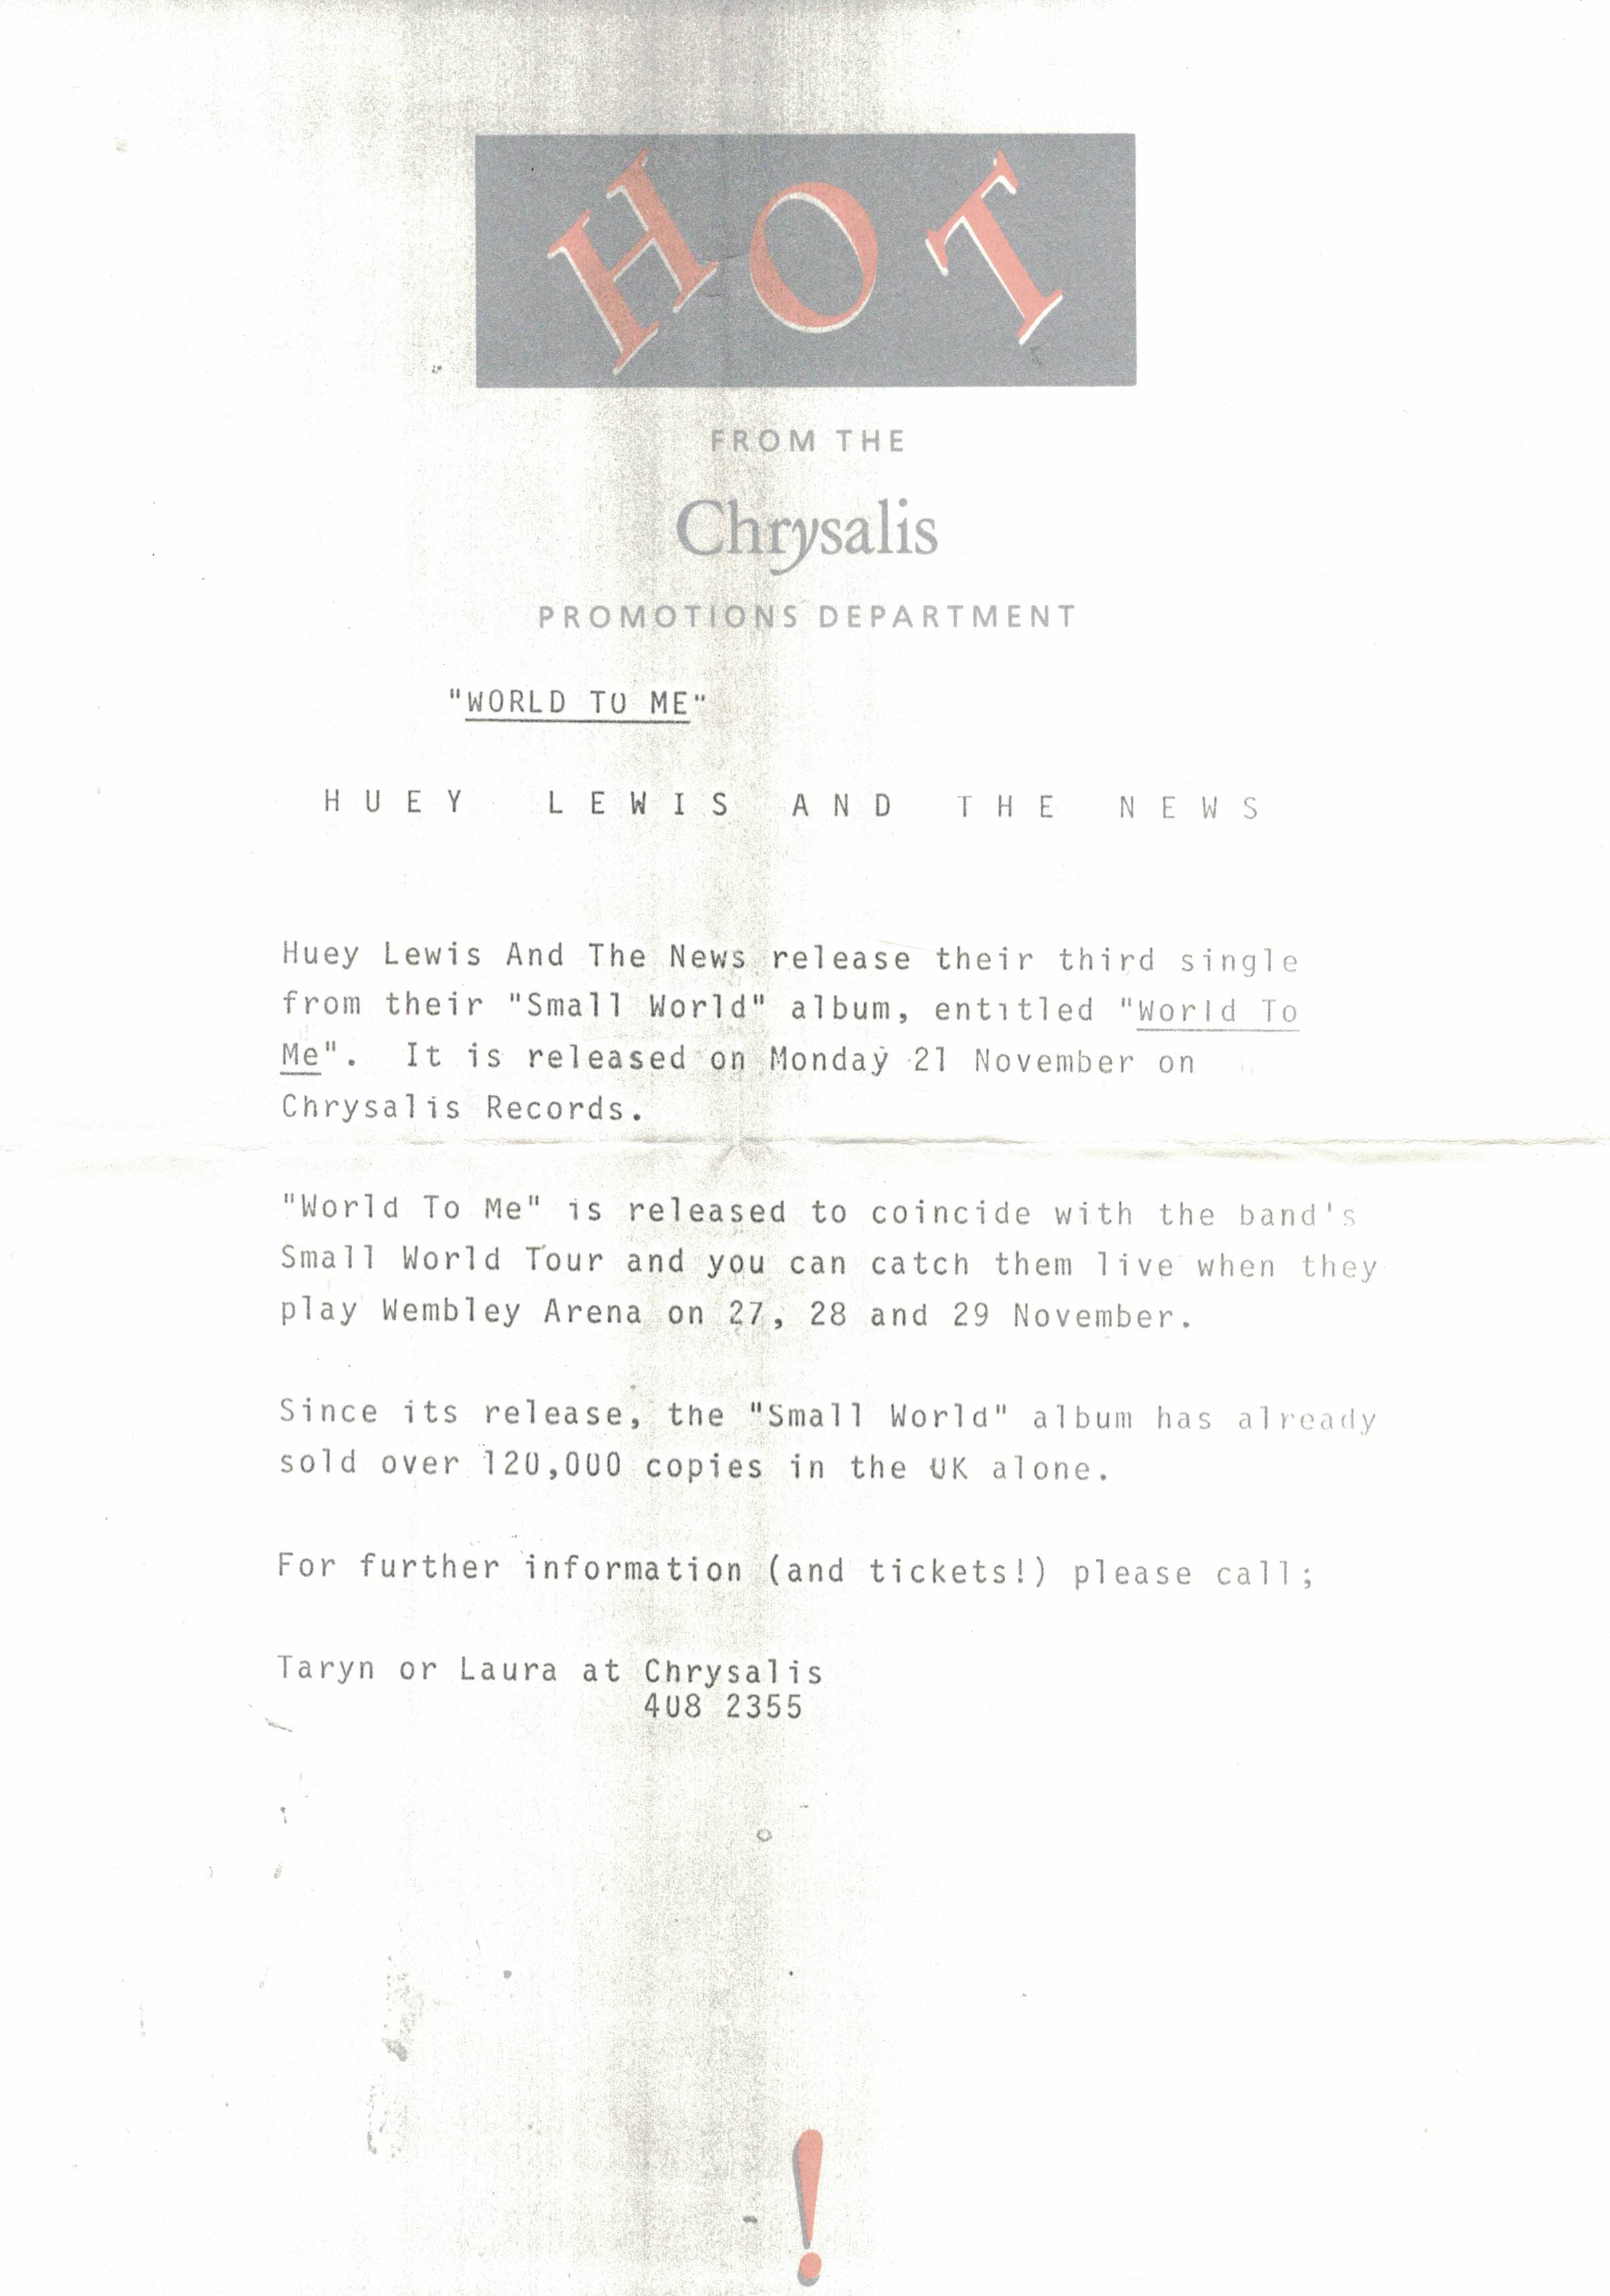 HOT
FROM THE
Chrysalis
PROMOTIONS DEPARTMENT
"WORLD TO ME"
HUEY LEWIS AND THE NEWS
Huey Lewis And The News release their third single
from their "Small World" album, entitled "World To
Me".  It is released on Monday 21 November on
Chrysalis Records.
"World To Me" is released to coincide with the band's
Small World Tour and you can catch them live when they
play Wembley Arena on 27, 28 and 29 November.
Since its release, the "Small World" album has already
sold over 120,000 copies in the UK alone.
For further information (and tickets!) please call;
Taryn or Laura at Chrysalis
408 2355
!